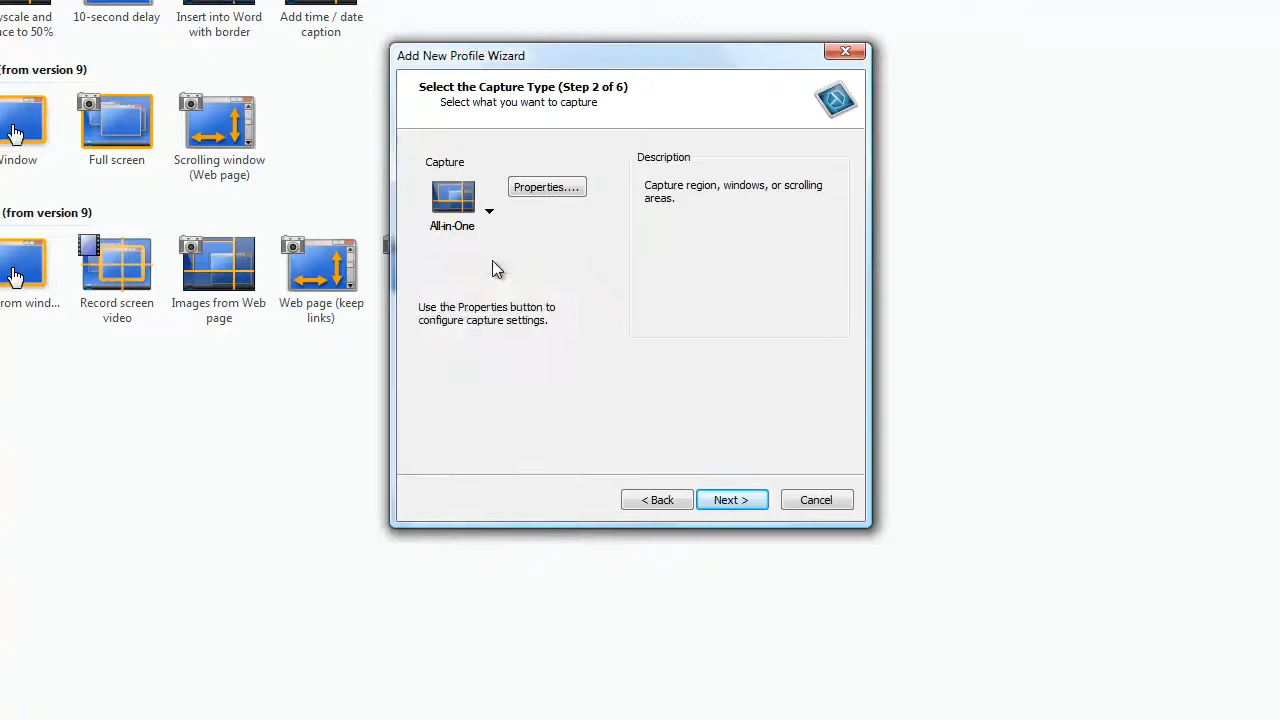 yscale and
ce to 50%
10-second delay
Insert into Word
with border
Add time / date
caption
(from version 9)
Window
Full screen
Scrolling window
(Web page)
(from version 9)
rom wind...
Record screen
video
Images from Web
page
Web page (keep
links)
Add New Profile Wizard
Select the Capture Type (Step 2 of 6)
Select what you want to capture
Capture
Properties....
All-in-One
Use the Properties button to
configure capture settings.
Description
Capture region, windows, or scrolling
areas.
< Back
Next >
Cancel